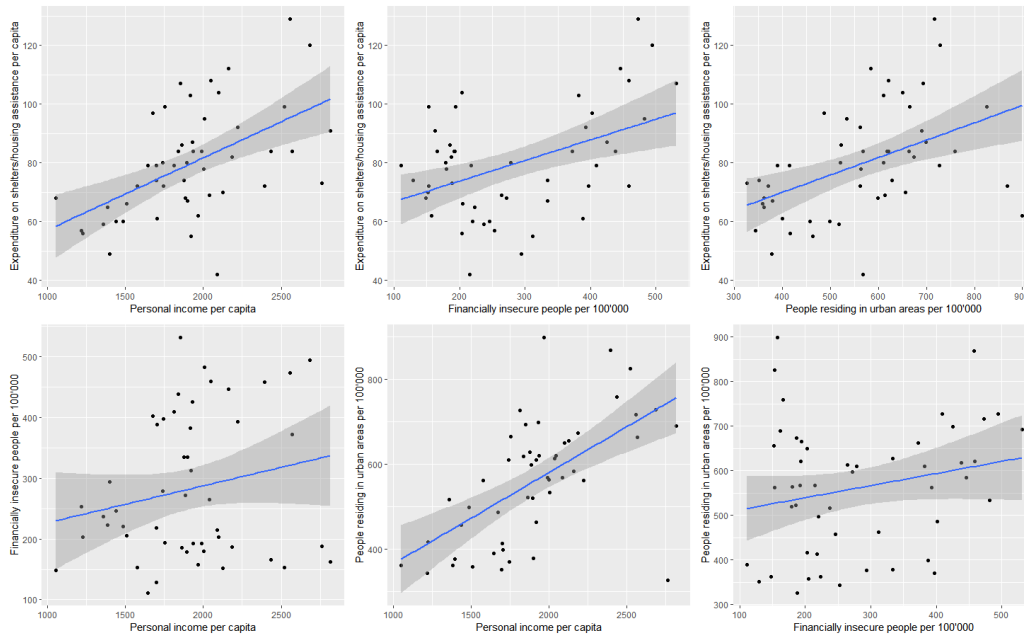 Expenditure on shelters/housing assistance per capita
120
100
80
60
40
1000 1500 2000 2500
Personal income per capita
Expenditure on shelters/housing assistance per capita
120
100
80
60
40
100 200 300 400 500
Financially insecure people per 100'000
Expenditure on shelters/housing assistance per capita
120
100
80
60
40
300 400 500 600 700 800 900
People residing in urban areas per 100'000
Financially insecure people per 100'000
500
400
300
200
100
1000 1500 2000 2500
Personal income per capita
People residing in urban areas per 100'000
800
600
400
1000 1500 2000 2500
Personal income per capita
People residing in urban areas per 100'000
900
800
700
600
500
400
300
100 200 300 400 500
Financially insecure people per 100'000